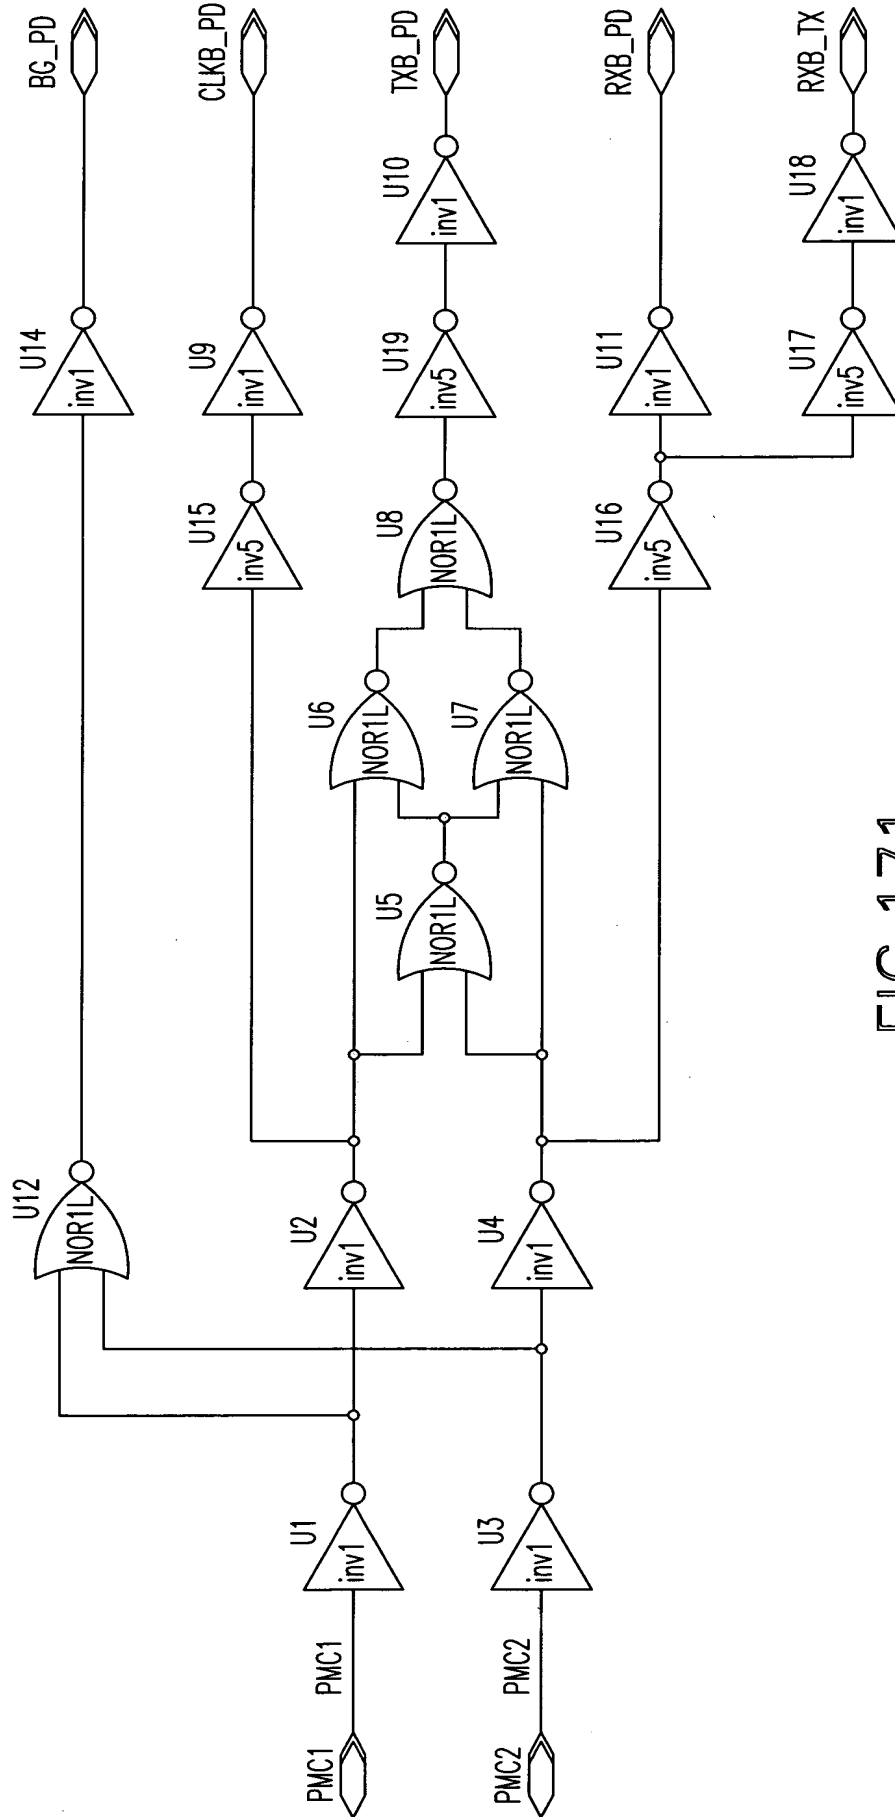 BG_PD
CLKB_PD
TXB_PD
RXB_PD
RXB_TX
U14
inv1
U9
inv1
U10
inv1
U11
inv1
U18
inv1
U15
inv5
U19
inv5
U8
NOR1L
U16
inv5
U17
inv5
U6
NOR1L
U7
NOR1L
U5
NOR1L
U12
NOR1L
U2
inv1
U4
inv1
U1
inv1
U3
inv1
PMC1
PMC2
PMC1
PMC2
FIG. 171